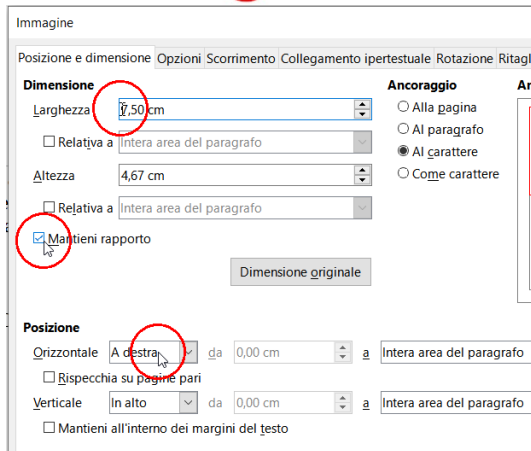 Immagine
Posizione e dimensione Opzioni Scorrimento Collegamento ipertestuale Rotazione
Dimensione
Larghezza 7,50 cm
Relativa a Intera area del paragrafo
Altezza 4,67 cm
Relativa a Intera area del paragrafo
Mantieni rapporto
Dimensione originale
Ancoraggio
Alla pagina
Al paragrafo
Al carattere
Come carattere
Posizione
Orizzontale A destra da 0,00 cm a Intera area del paragrafo
Rispecchia su pagine pari
Verticale In alto da 0,00 cm a Intera area del paragrafo
Mantieni all'interno dei margini del testo